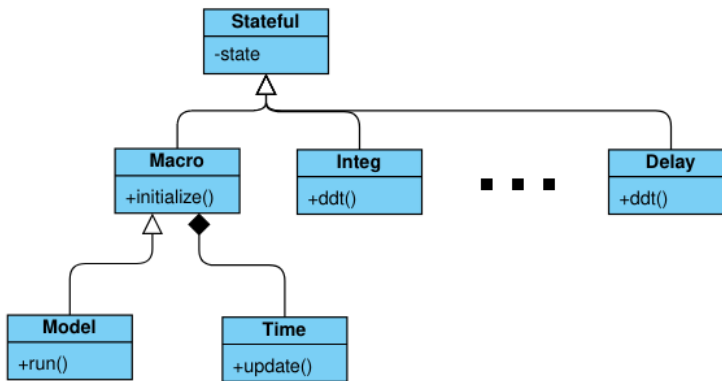 Stateful
-state
Macro
+initialize()
Integ
+ddt()
Delay
+ddt()
Model
+run()
Time
+update()